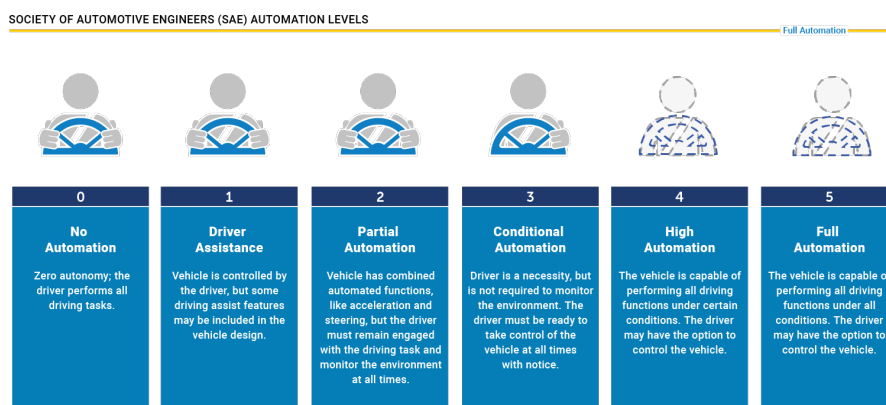 SOCIETY OF AUTOMOTIVE ENGINEERS (SAE) AUTOMATION LEVELS
Full Automation
0
No
Automation
Zero autonomy; the
driver performs all
driving tasks.
1
Driver
Assistance
Vehicle is controlled by
the driver, but some
driving assist features
may be included in the
vehicle design.
2
Partial
Automation
Vehicle has combined
automated functions,
like acceleration and
steering, but the driver
must remain engaged
with the driving task and
monitor the environment
at all times.
3
Conditional
Automation
Driver is a necessity, but
is not required to monitor
the environment. The
driver must be ready to
take control of the
vehicle at all times
with notice.
4
High
Automation
The vehicle is capable of
performing all driving
functions under certain
conditions. The driver
may have the option to
control the vehicle.
5
Full
Automation
The vehicle is capable o
performing all driving
functions under all
conditions. The driver
may have the option to
control the vehicle.